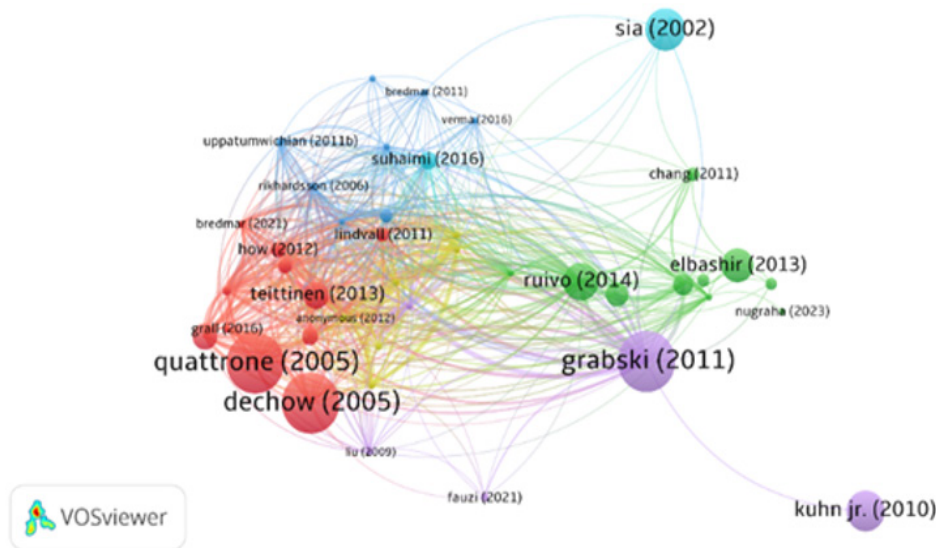 sia (2002)
bredmar (2011)
verma (2016)
uppatumwichian (2011b)
suhaimi (2016)
chang (2011)
rikhardsson (2006)
bredmar (2021)
lindvall (2011)
how (2012)
elbashir (2013)
ruivo (2014)
teittinen (2013)
nugraha (2023)
anonymous (2012)
grall (2016)
quattrone (2005)
grabski (2011)
dechow (2005)
liu (2009)
fauzi (2021)
kuhn jr. (2010)
VOSviewer